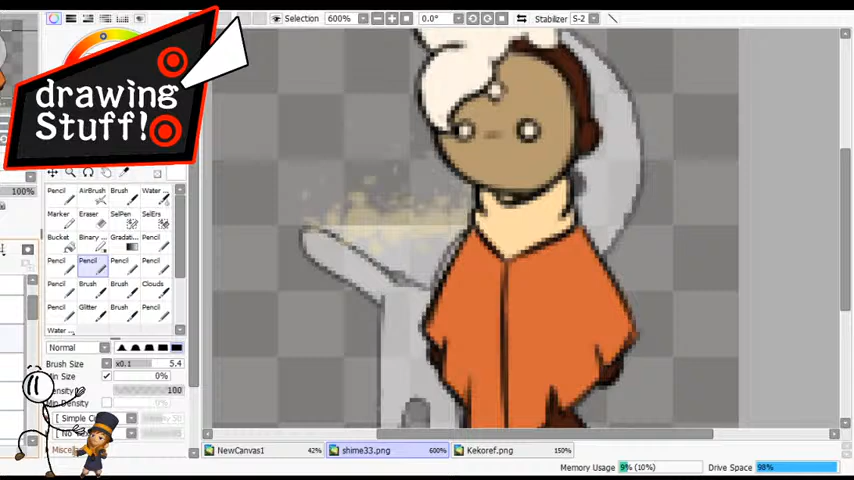 Selection 600% 0.0° Stabilizer S-2
drawing
Stuff!
100%
Pencil AirBrush Brush Water ...
Marker Eraser SelPen SelErs
Bucket Binary ... Gradati... Pencil
Pencil Pencil Pencil Pencil
Pencil Brush Brush Clouds
Pencil Glitter Brush Pencil
Water ...
Normal
Brush Size x0.1 5.4
Min Size 0%
100
Min Density
[ Simple C
Misce
NewCanvas1 42% shime33.png 600% Kekoref.png 150%
Memory Usage 9% (10%) Drive Space 98%